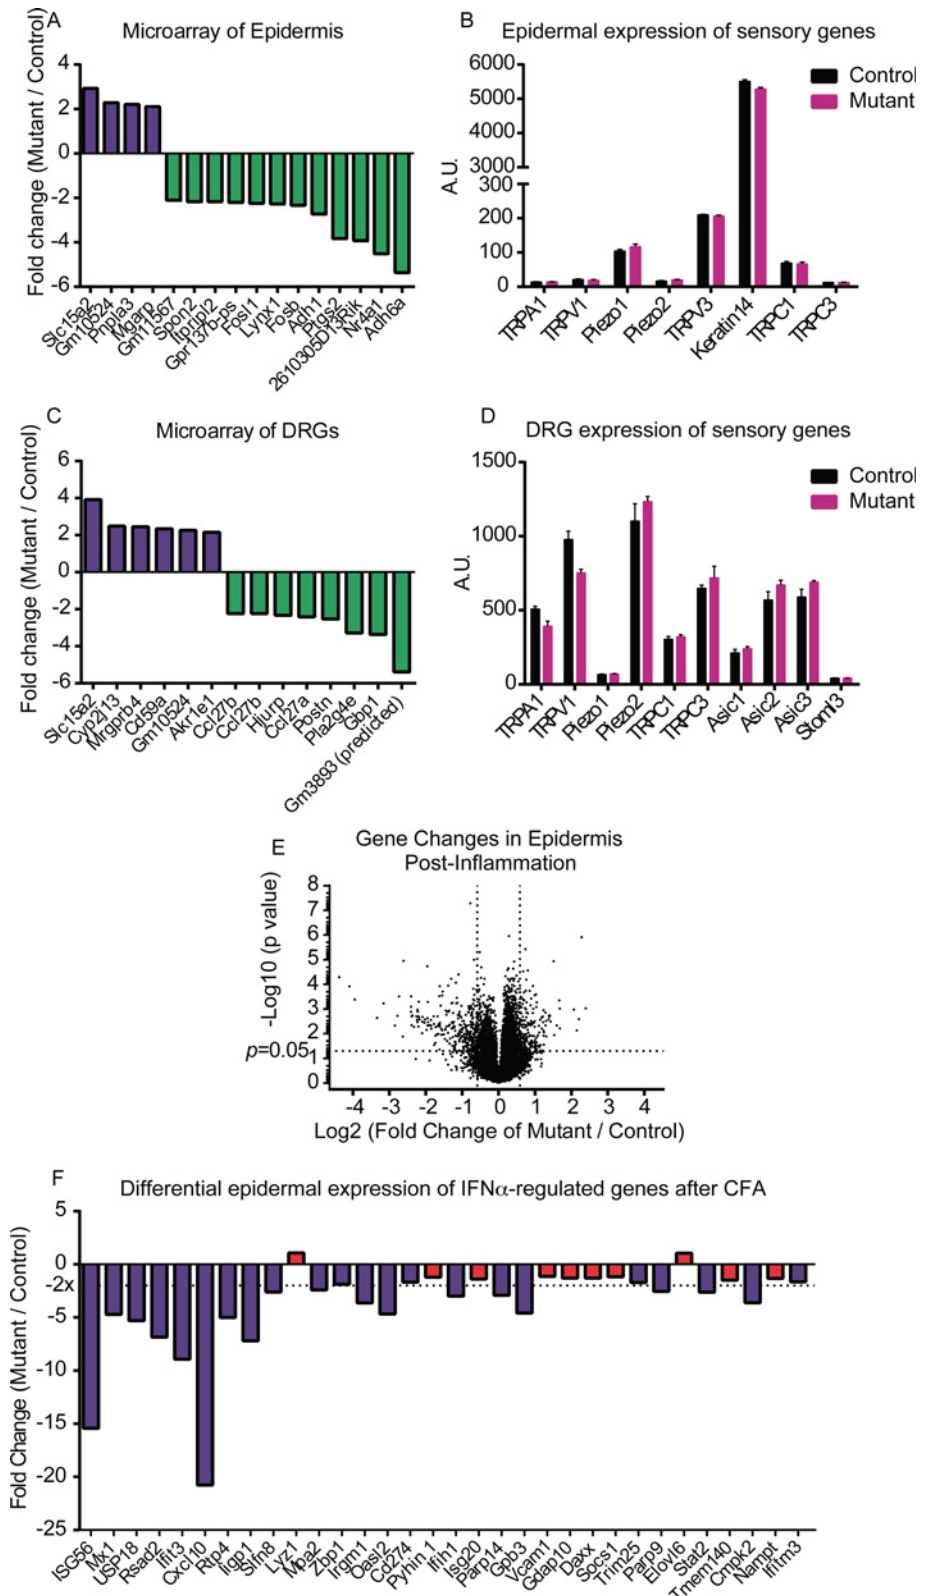 A
Microarray of Epidermis
Fold change (Mutant / Control)
4
2
0
-2
-4
-6
Slc15a2
Gm10524
Pnpla3
Mgarp
Gm11567
Spon2
Itpripl2
Gpr137b-ps
Fosl1
Lynx1
Fosb
Adh1
Ptgs2
2610305D13Rik
Nr4a1
Adh6a
B
Epidermal expression of sensory genes
A.U.
6000
5000
4000
3000
300
200
100
0
Control
Mutant
TRPA1
TRPV1
Piezo1
Piezo2
TRPV3
Keratin14
TRPC1
TRPC3
C
Microarray of DRGs
Fold change (Mutant / Control)
6
4
2
0
-2
-4
-6
Slc15a2
Cyp2j13
Mrgprb4
Cd59a
Gm10524
Akr1e1
Ccl27b
Ccl27b
Hjurp
Ccl27a
Postn
Pla2g4e
Gbp1
Gm3893 (predicted)
D
DRG expression of sensory genes
A.U.
1500
1000
500
0
Control
Mutant
TRPA1
TRPV1
Piezo1
Piezo2
TRPC1
TRPC3
Asic1
Asic2
Asic3
Stoml3
E
Gene Changes in Epidermis
Post-Inflammation
-Log10 (p value)
8
7
6
5
4
3
2
1
0
p=0.05
-4 -3 -2 -1 0 1 2 3 4
Log2 (Fold Change of Mutant / Control)
F
Differential epidermal expression of IFNα-regulated genes after CFA
Fold Change (Mutant / Control)
5
0
-2x
-5
-10
-15
-20
-25
ISG56
Mx1
USP18
Rsad2
Ifit3
Cxcl10
Rtp4
Iigp1
Slfn8
Lyz1
Mpa2
Zbp1
Irgm1
Oasl2
Cd274
Pyhin 1
Ifih1
Isg20
Parp14
Gpb3
Vcam1
Gdap10
Daxx
Socs1
Trim25
Parp9
Elovl6
Stat2
Tmem140
Cmpk2
Nampt
Ifitm3